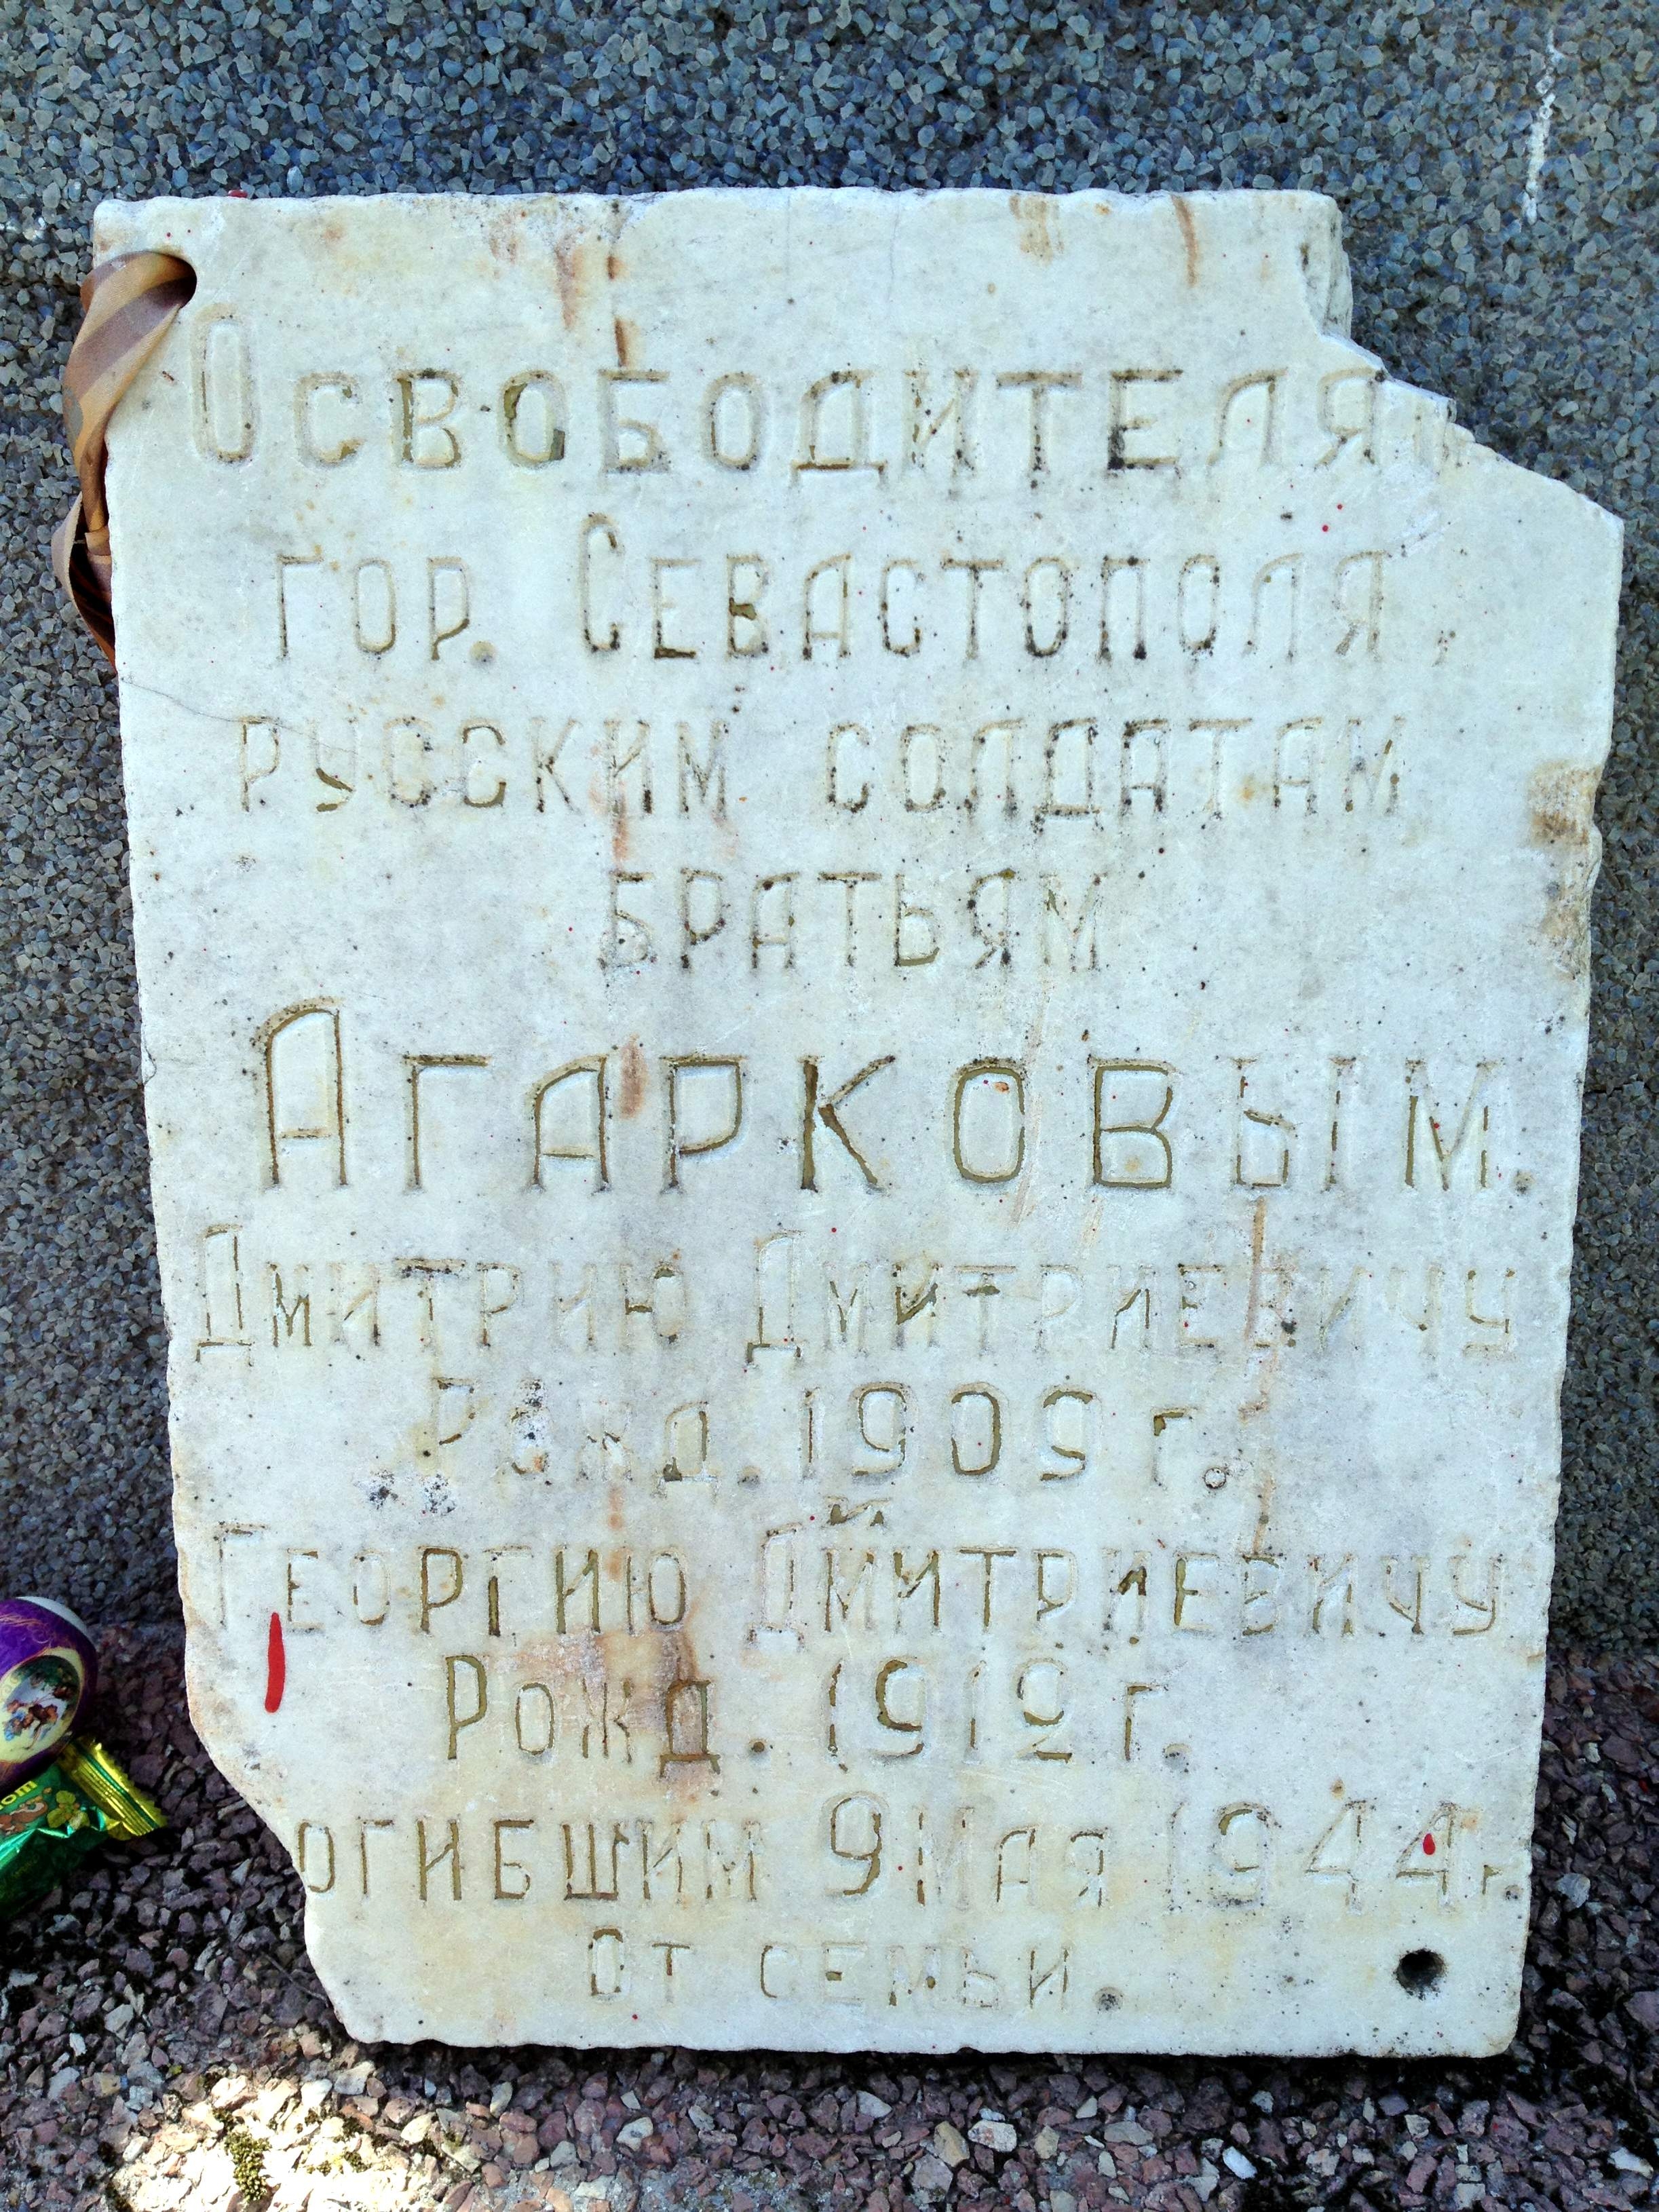 Освободителям
гор. Севастополя,
русским солдатам
братьям
Агарковым.
Дмитрию Дмитриевичу
Рожд. 1909 г.
Георгию Дмитриевичу
Рожд. 1912 г.
огибшим 9 Мая 1944 г.
От семьи.